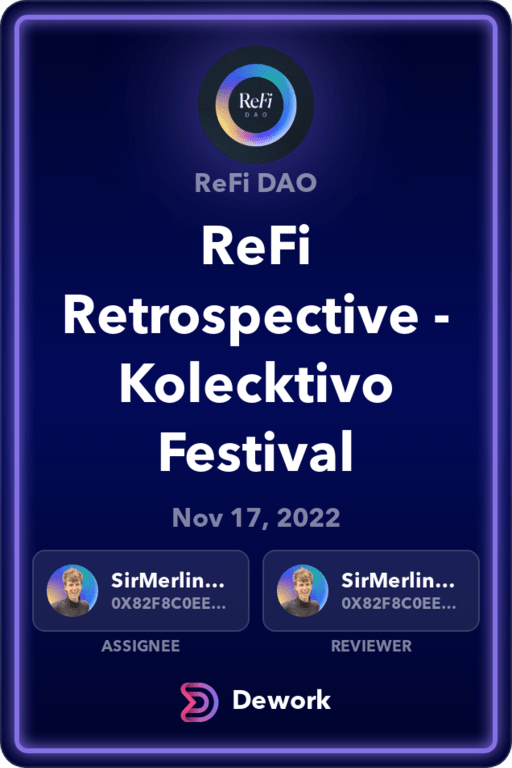 ReFi
DAO
ReFi DAO
ReFi
Retrospective -
Kolecktivo
Festival
Nov 17, 2022
SirMerlin... SirMerlin...
0X82F8C0EE... 0X82F8C0EE...
ASSIGNEE REVIEWER
Dework